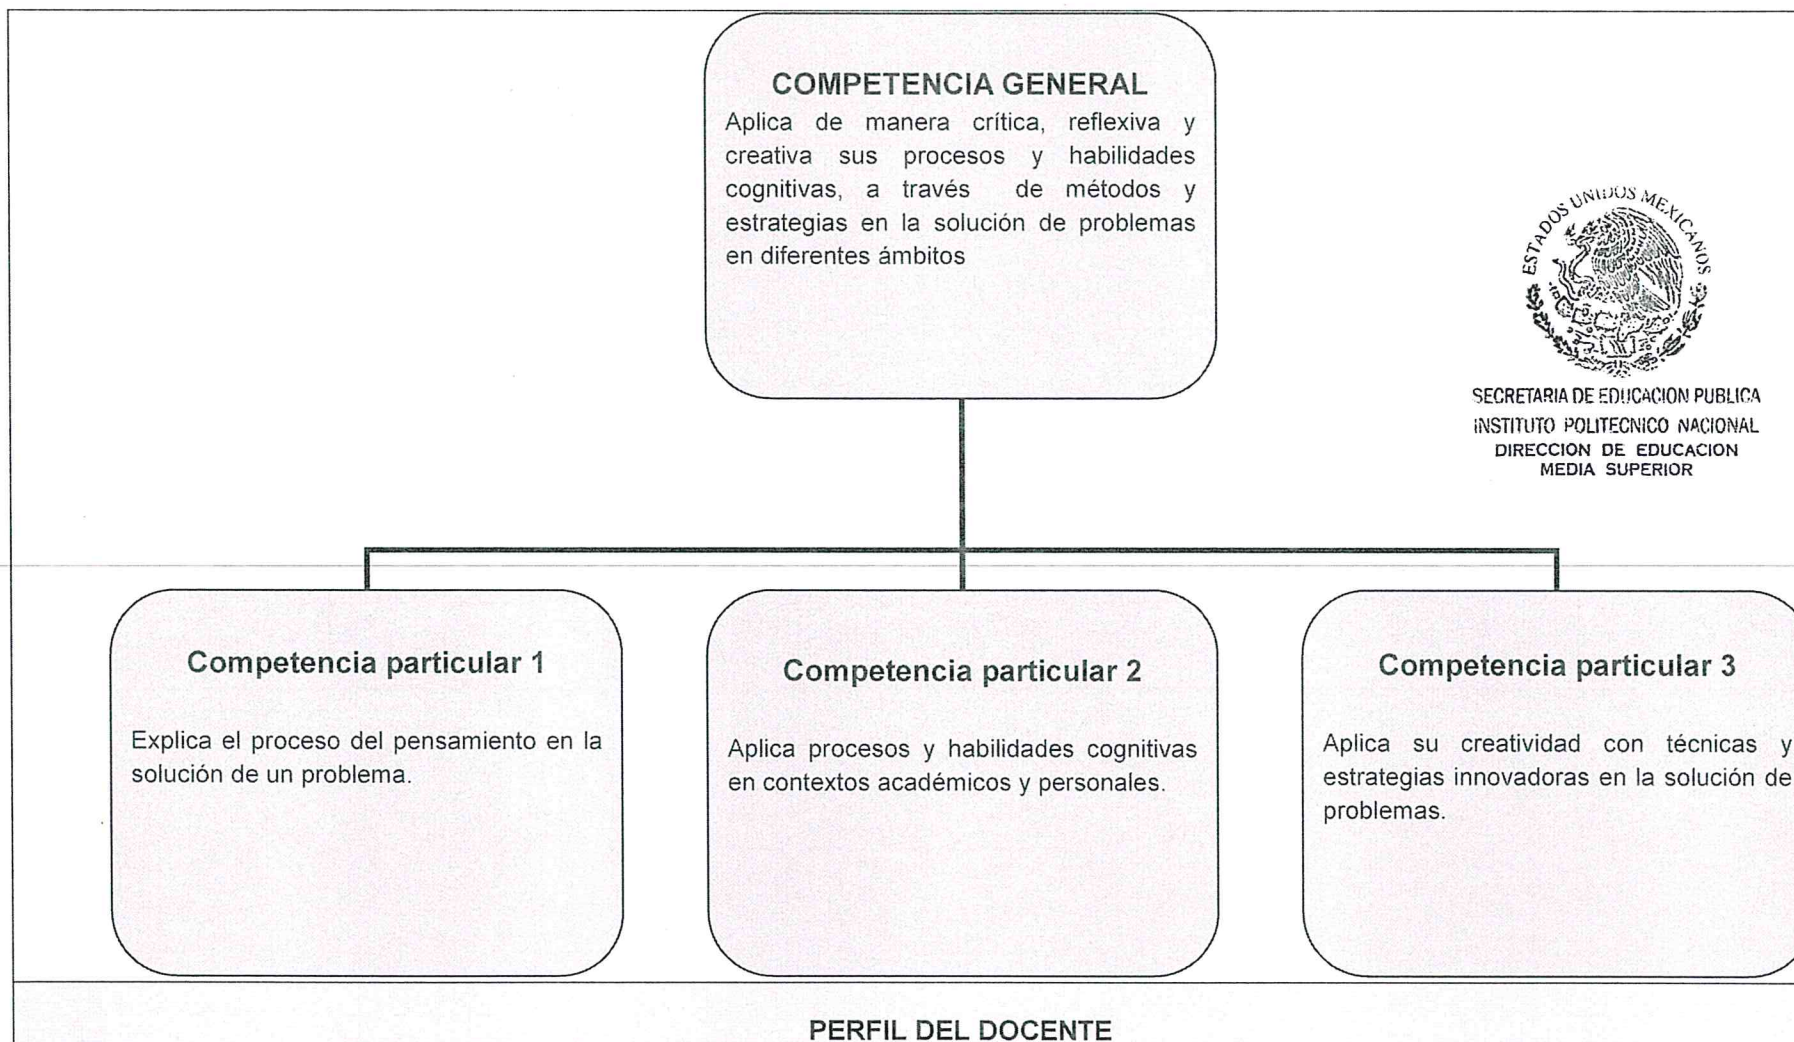 COMPETENCIA GENERAL
Aplica de manera crítica, reflexiva y
creativa sus procesos y habilidades
cognitivas, a través de métodos y
estrategias en la solución de problemas
en diferentes ámbitos
ESTADOS UNIDOS MEXICANOS
SECRETARIA DE EDUCACION PUBLICA
INSTITUTO POLITECNICO NACIONAL
DIRECCION DE EDUCACION
MEDIA SUPERIOR
Competencia particular 1
Explica el proceso del pensamiento en la
solución de un problema.
Competencia particular 2
Aplica procesos y habilidades cognitivas
en contextos académicos y personales.
Competencia particular 3
Aplica su creatividad con técnicas y
estrategias innovadoras en la solución de
problemas.
PERFIL DEL DOCENTE